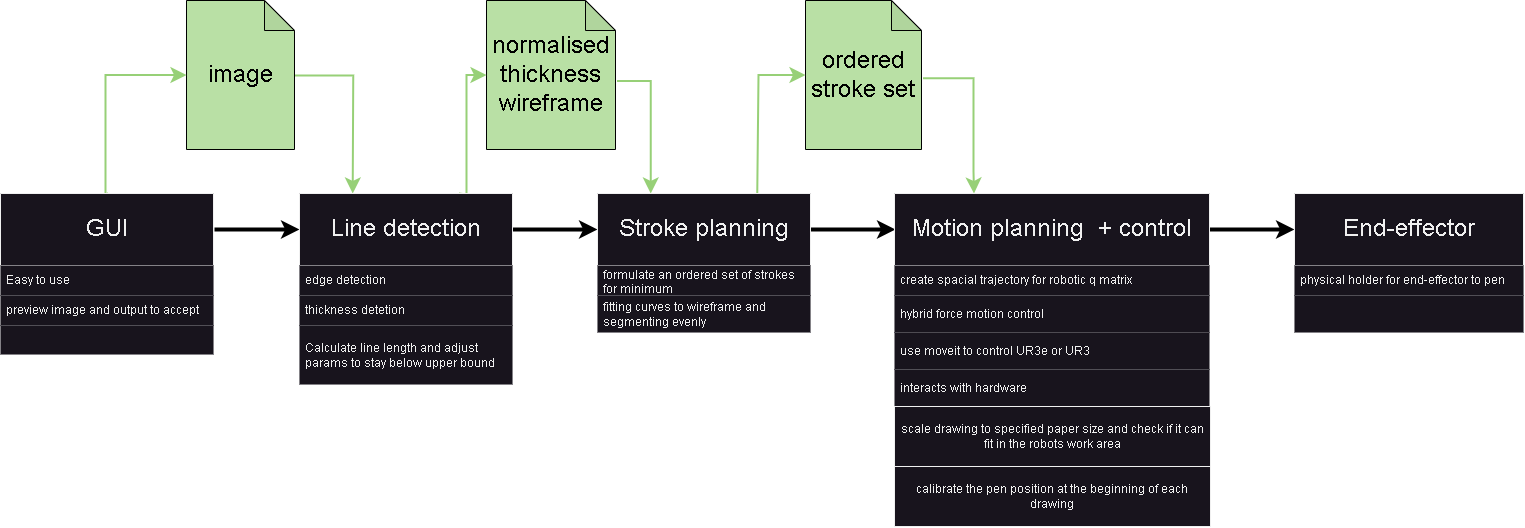 image
normalised
thickness
wireframe
ordered
stroke set
GUI
Easy to use
preview image and output to accept
Line detection
edge detection
thickness detetion
Calculate line length and adjust
params to stay below upper bound
Stroke planning
formulate an ordered set of strokes
for minimum
fitting curves to wireframe and
segmenting evenly
Motion planning + control
create spacial trajectory for robotic q matrix
hybrid force motion control
use moveit to control UR3e or UR3
interacts with hardware
scale drawing to specified paper size and check if it can
fit in the robots work area
calibrate the pen position at the beginning of each
drawing
End-effector
physical holder for end-effector to pen